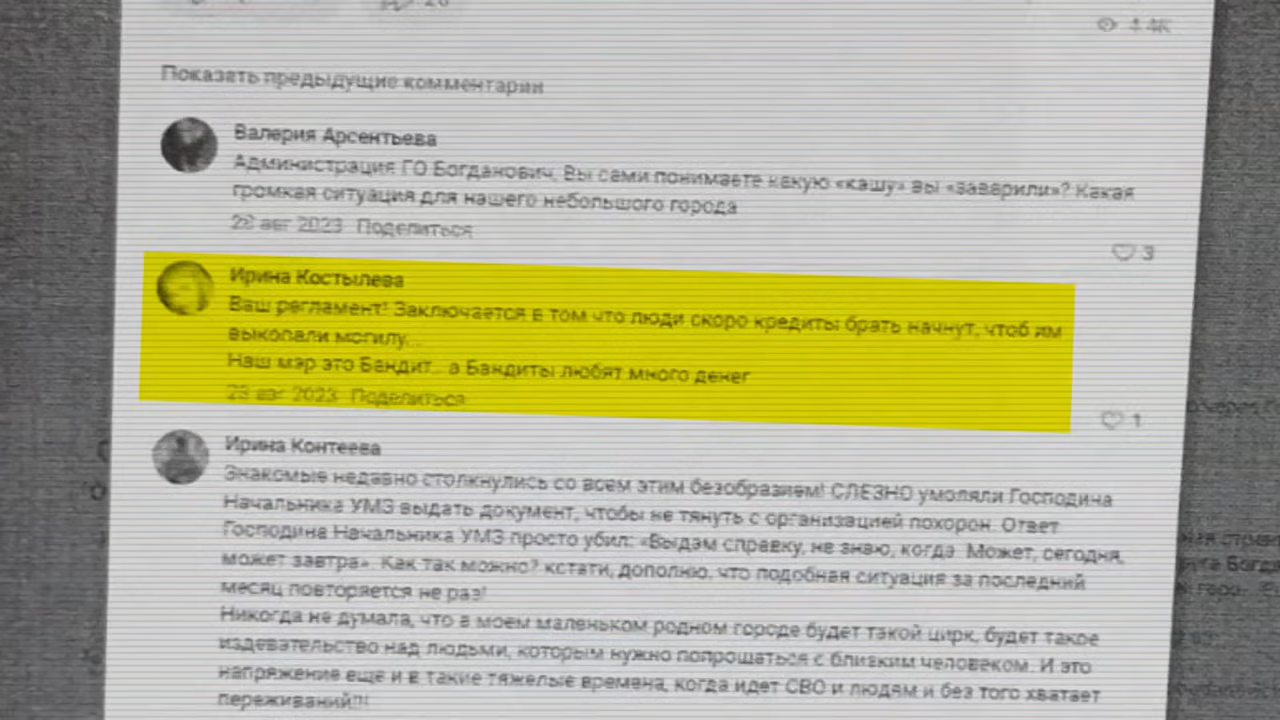 4.4K
Показать предыдущие комментарии
Валерия Арсентьева
Администрация ГО Богданович, Вы сами понимаете какую «кашу» вы «заварили»? Какая
громкая ситуация для нашего небольшого города
28 авг 2023 Поделиться
3
Ирина Костылева
Ваш регламент! Заключается в том что люди скоро кредиты брать начнут, чтоб им
выкопали могилу...
Наш мэр это Бандит.. а Бандиты любят много денег
28 авг 2023 Поделиться
1
Ирина Контеева
Знакомые недавно столкнулись со всем этим безобразием! СЛЕЗНО умоляли Господина
Начальника УМЗ выдать документ, чтобы не тянуть с организацией похорон. Ответ
Господина Начальника УМЗ просто убил: «Выдам справку, не знаю, когда. Может, сегодня,
может завтра». Как так можно? кстати, дополню, что подобная ситуация за последний
месяц повторяется не раз!
Никогда не думала, что в моем маленьком родном городе будет такой цирк, будет такое
издевательство над людьми, которым нужно попрощаться с близким человеком. И это
напряжение еще и в такие тяжелые времена, когда идет СВО и людям и без того хватает
переживаний!!!